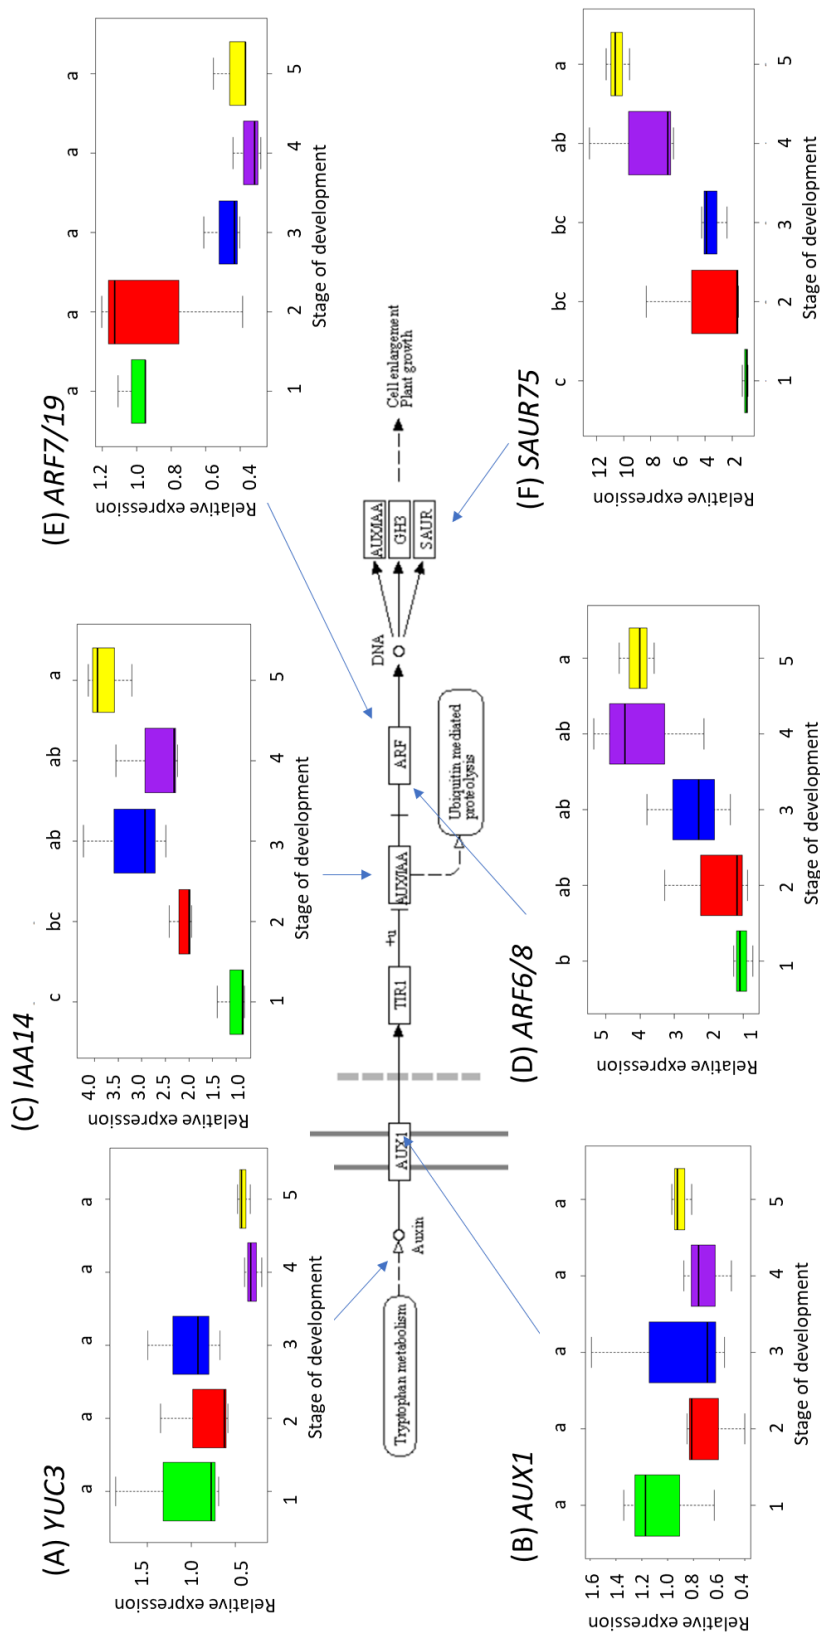 (A) YUC3
a a a a a
Relative expression
1.5
1.0
0.5
1 2 3 4 5
Stage of development
(C) IAA14
c bc ab ab a
Relative expression
4.0
3.5
3.0
2.5
2.0
1.5
1.0
1 2 3 4 5
Stage of development
(E) ARF7/19
a a a a a
Relative expression
1.2
1.0
0.8
0.6
0.4
1 2 3 4 5
Stage of development
Tryptophan metabolism
Auxin
AUX1
TIR1
+u
AUX/IAA
Ubiquitin mediated
proteolysis
ARF
DNA
AUX/IAA
GH3
SAUR
Cell enlargement
Plant growth
(B) AUX1
a a a a a
Relative expression
1.6
1.4
1.2
1.0
0.8
0.6
0.4
1 2 3 4 5
Stage of development
(D) ARF6/8
b ab ab ab a
Relative expression
5
4
3
2
1
1 2 3 4 5
Stage of development
(F) SAUR75
c bc bc ab a
Relative expression
12
10
8
6
4
2
1 2 3 4 5
Stage of development